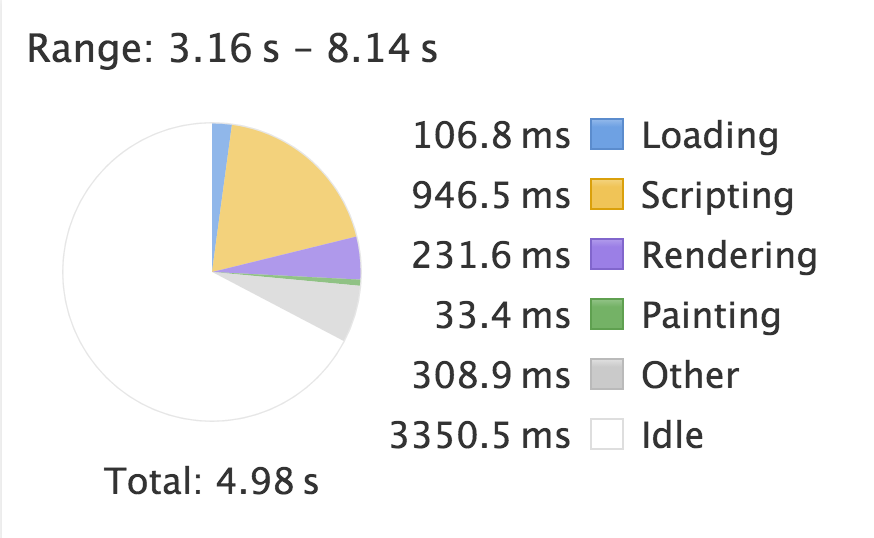 Range: 3.16 s – 8.14 s
106.8 ms Loading
946.5 ms Scripting
231.6 ms Rendering
33.4 ms Painting
308.9 ms Other
3350.5 ms Idle
Total: 4.98 s